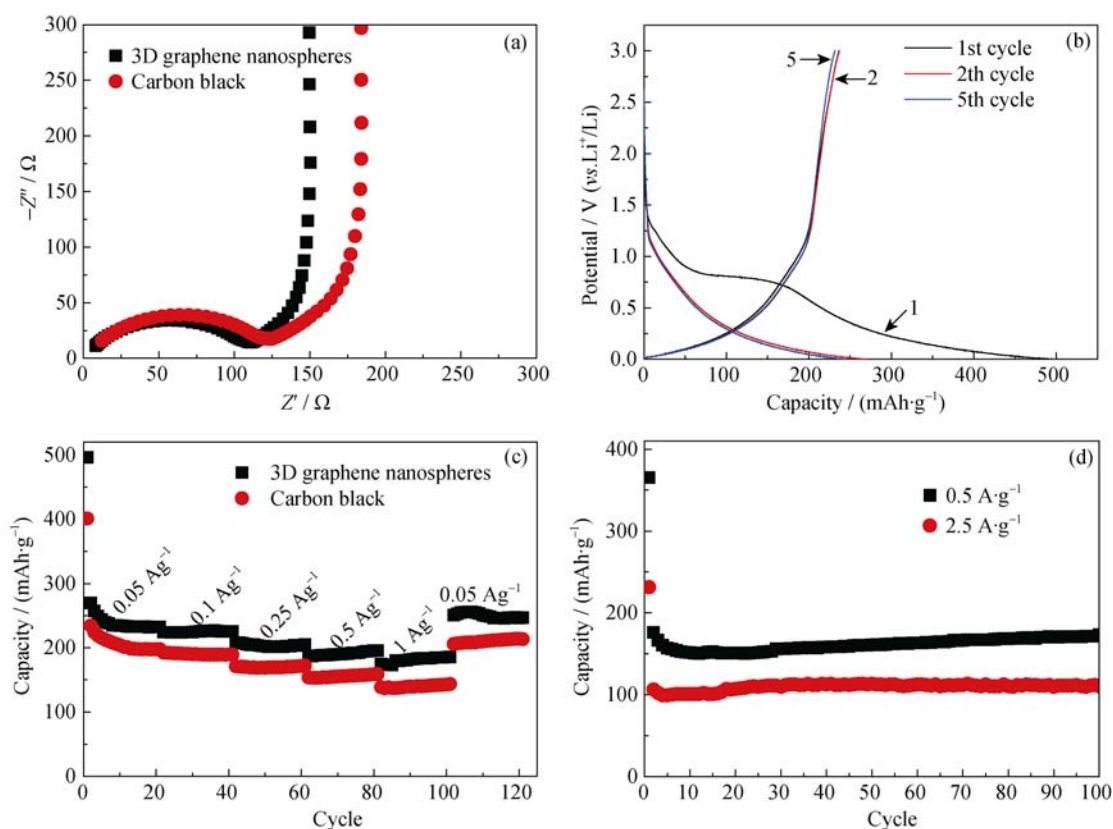 (a)
3D graphene nanospheres
Carbon black
−Z″ / Ω
300
250
200
150
100
50
0
0 50 100 150 200 250 300
Z′ / Ω
(b)
1st cycle
2th cycle
5th cycle
5
2
1
Potential / V (vs.Li⁺/Li)
3.0
2.5
2.0
1.5
1.0
0.5
0.0
0 100 200 300 400 500
Capacity / (mAh·g⁻¹)
(c)
3D graphene nanospheres
Carbon black
0.05 Ag⁻¹
0.1 Ag⁻¹
0.25 Ag⁻¹
0.5 Ag⁻¹
1 Ag⁻¹
0.05 Ag⁻¹
Capacity / (mAh·g⁻¹)
500
400
300
200
100
0
0 20 40 60 80 100 120
Cycle
(d)
0.5 A·g⁻¹
2.5 A·g⁻¹
Capacity / (mAh·g⁻¹)
400
300
200
100
0
0 10 20 30 40 50 60 70 80 90 100
Cycle